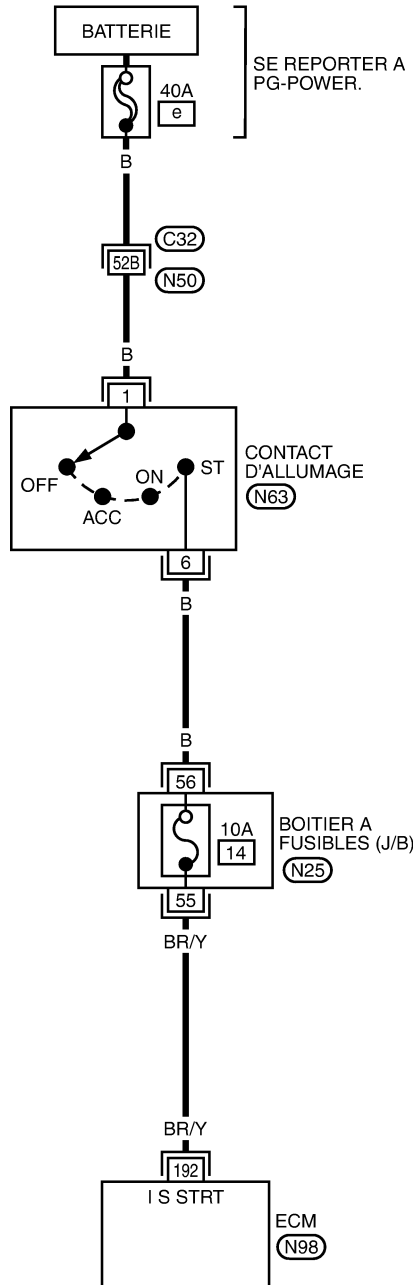 BATTERIE
SE REPORTER A
PG-POWER.
40A
e
B
C32
52B
N50
B
1
CONTACT
D'ALLUMAGE
N63
OFF
ACC
ON
ST
6
B
B
56
10A
14
BOITIER A
FUSIBLES (J/B)
N25
55
BR/Y
BR/Y
192
I S STRT
ECM
N98